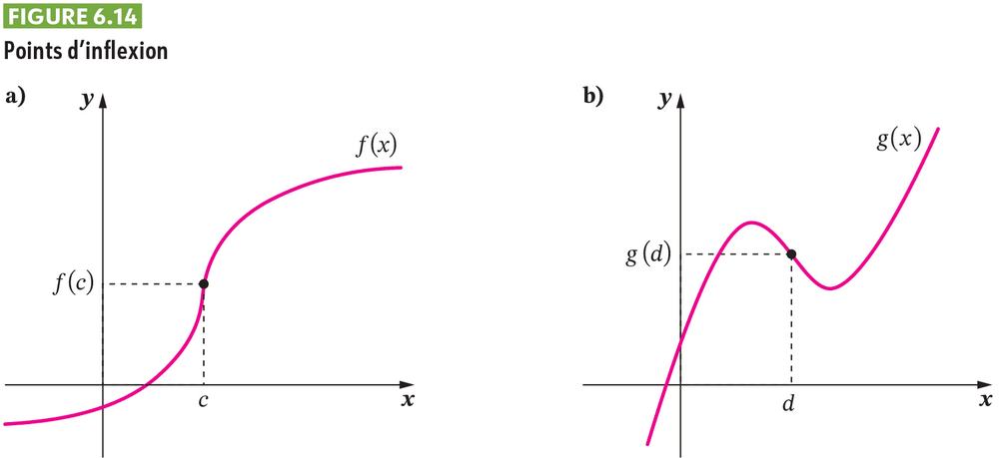 FIGURE 6.14
Points d’inflexion
a)
y
f(x)
f(c)
c
x
b)
y
g(x)
g(d)
d
x